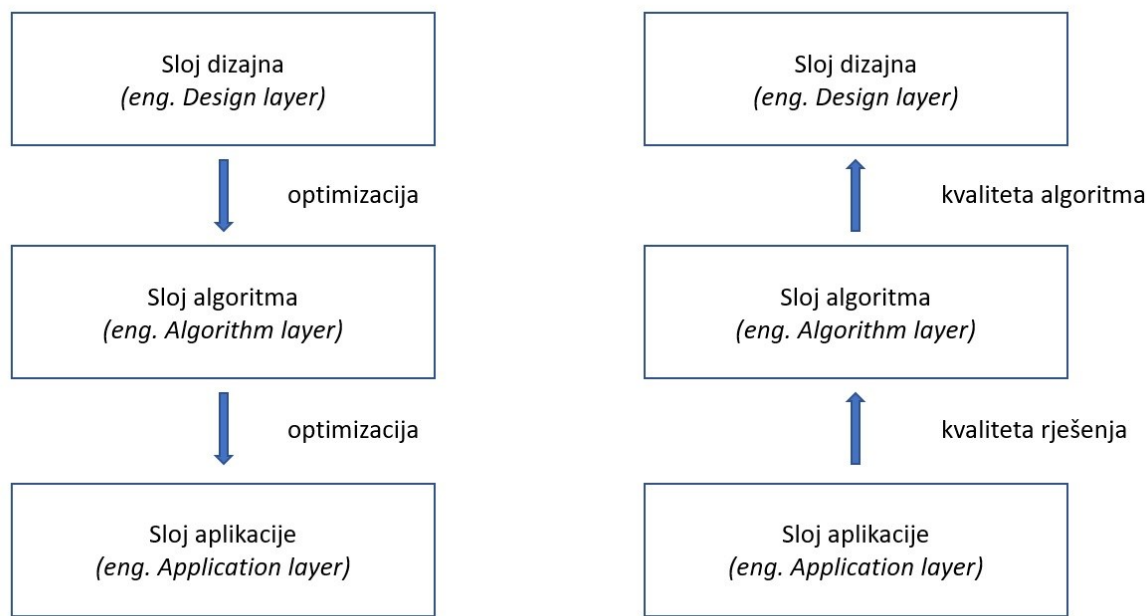 Sloj dizajna
(eng. Design layer)
optimizacija
Sloj algoritma
(eng. Algorithm layer)
optimizacija
Sloj aplikacije
(eng. Application layer)
Sloj dizajna
(eng. Design layer)
kvaliteta algoritma
Sloj algoritma
(eng. Algorithm layer)
kvaliteta rješenja
Sloj aplikacije
(eng. Application layer)